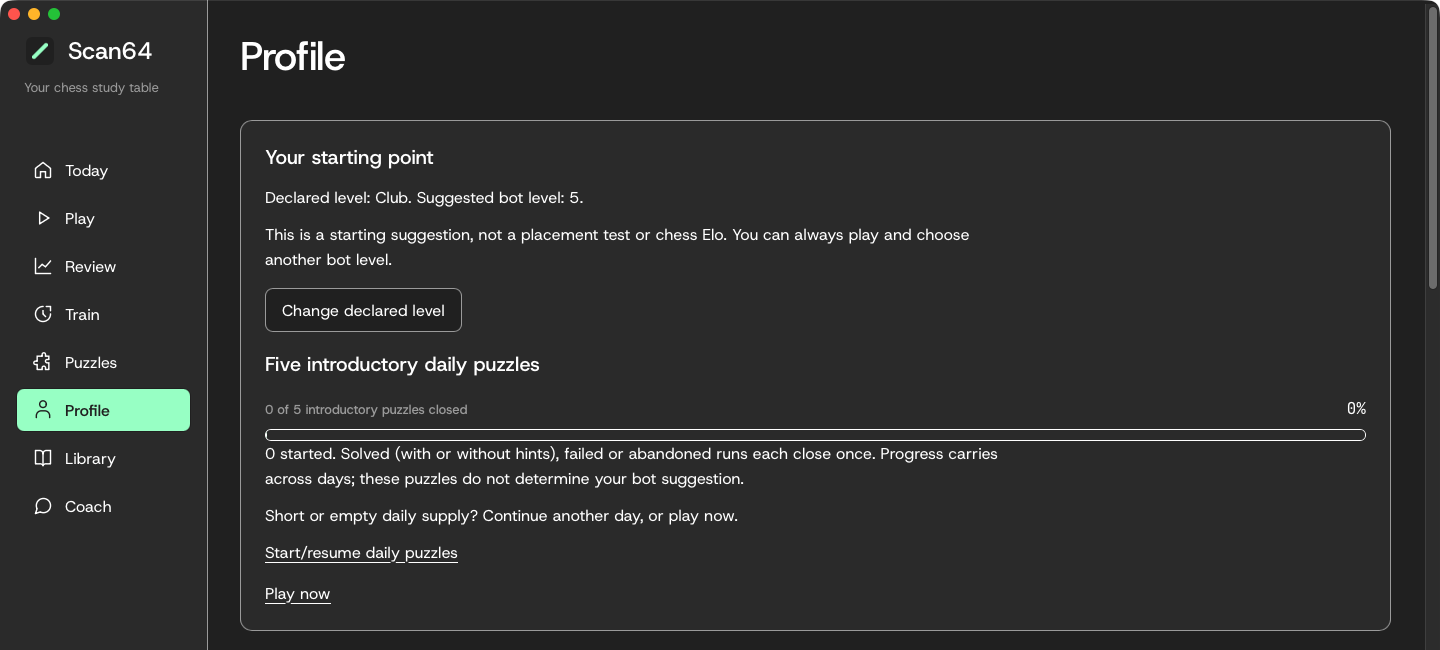 Scan64
Your chess study table
Today
Play
Review
Train
Puzzles
Profile
Library
Coach
Profile
Your starting point
Declared level: Club. Suggested bot level: 5.
This is a starting suggestion, not a placement test or chess Elo. You can always play and choose
another bot level.
Change declared level
Five introductory daily puzzles
0 of 5 introductory puzzles closed
0%
0 started. Solved (with or without hints), failed or abandoned runs each close once. Progress carries
across days; these puzzles do not determine your bot suggestion.
Short or empty daily supply? Continue another day, or play now.
Start/resume daily puzzles
Play now